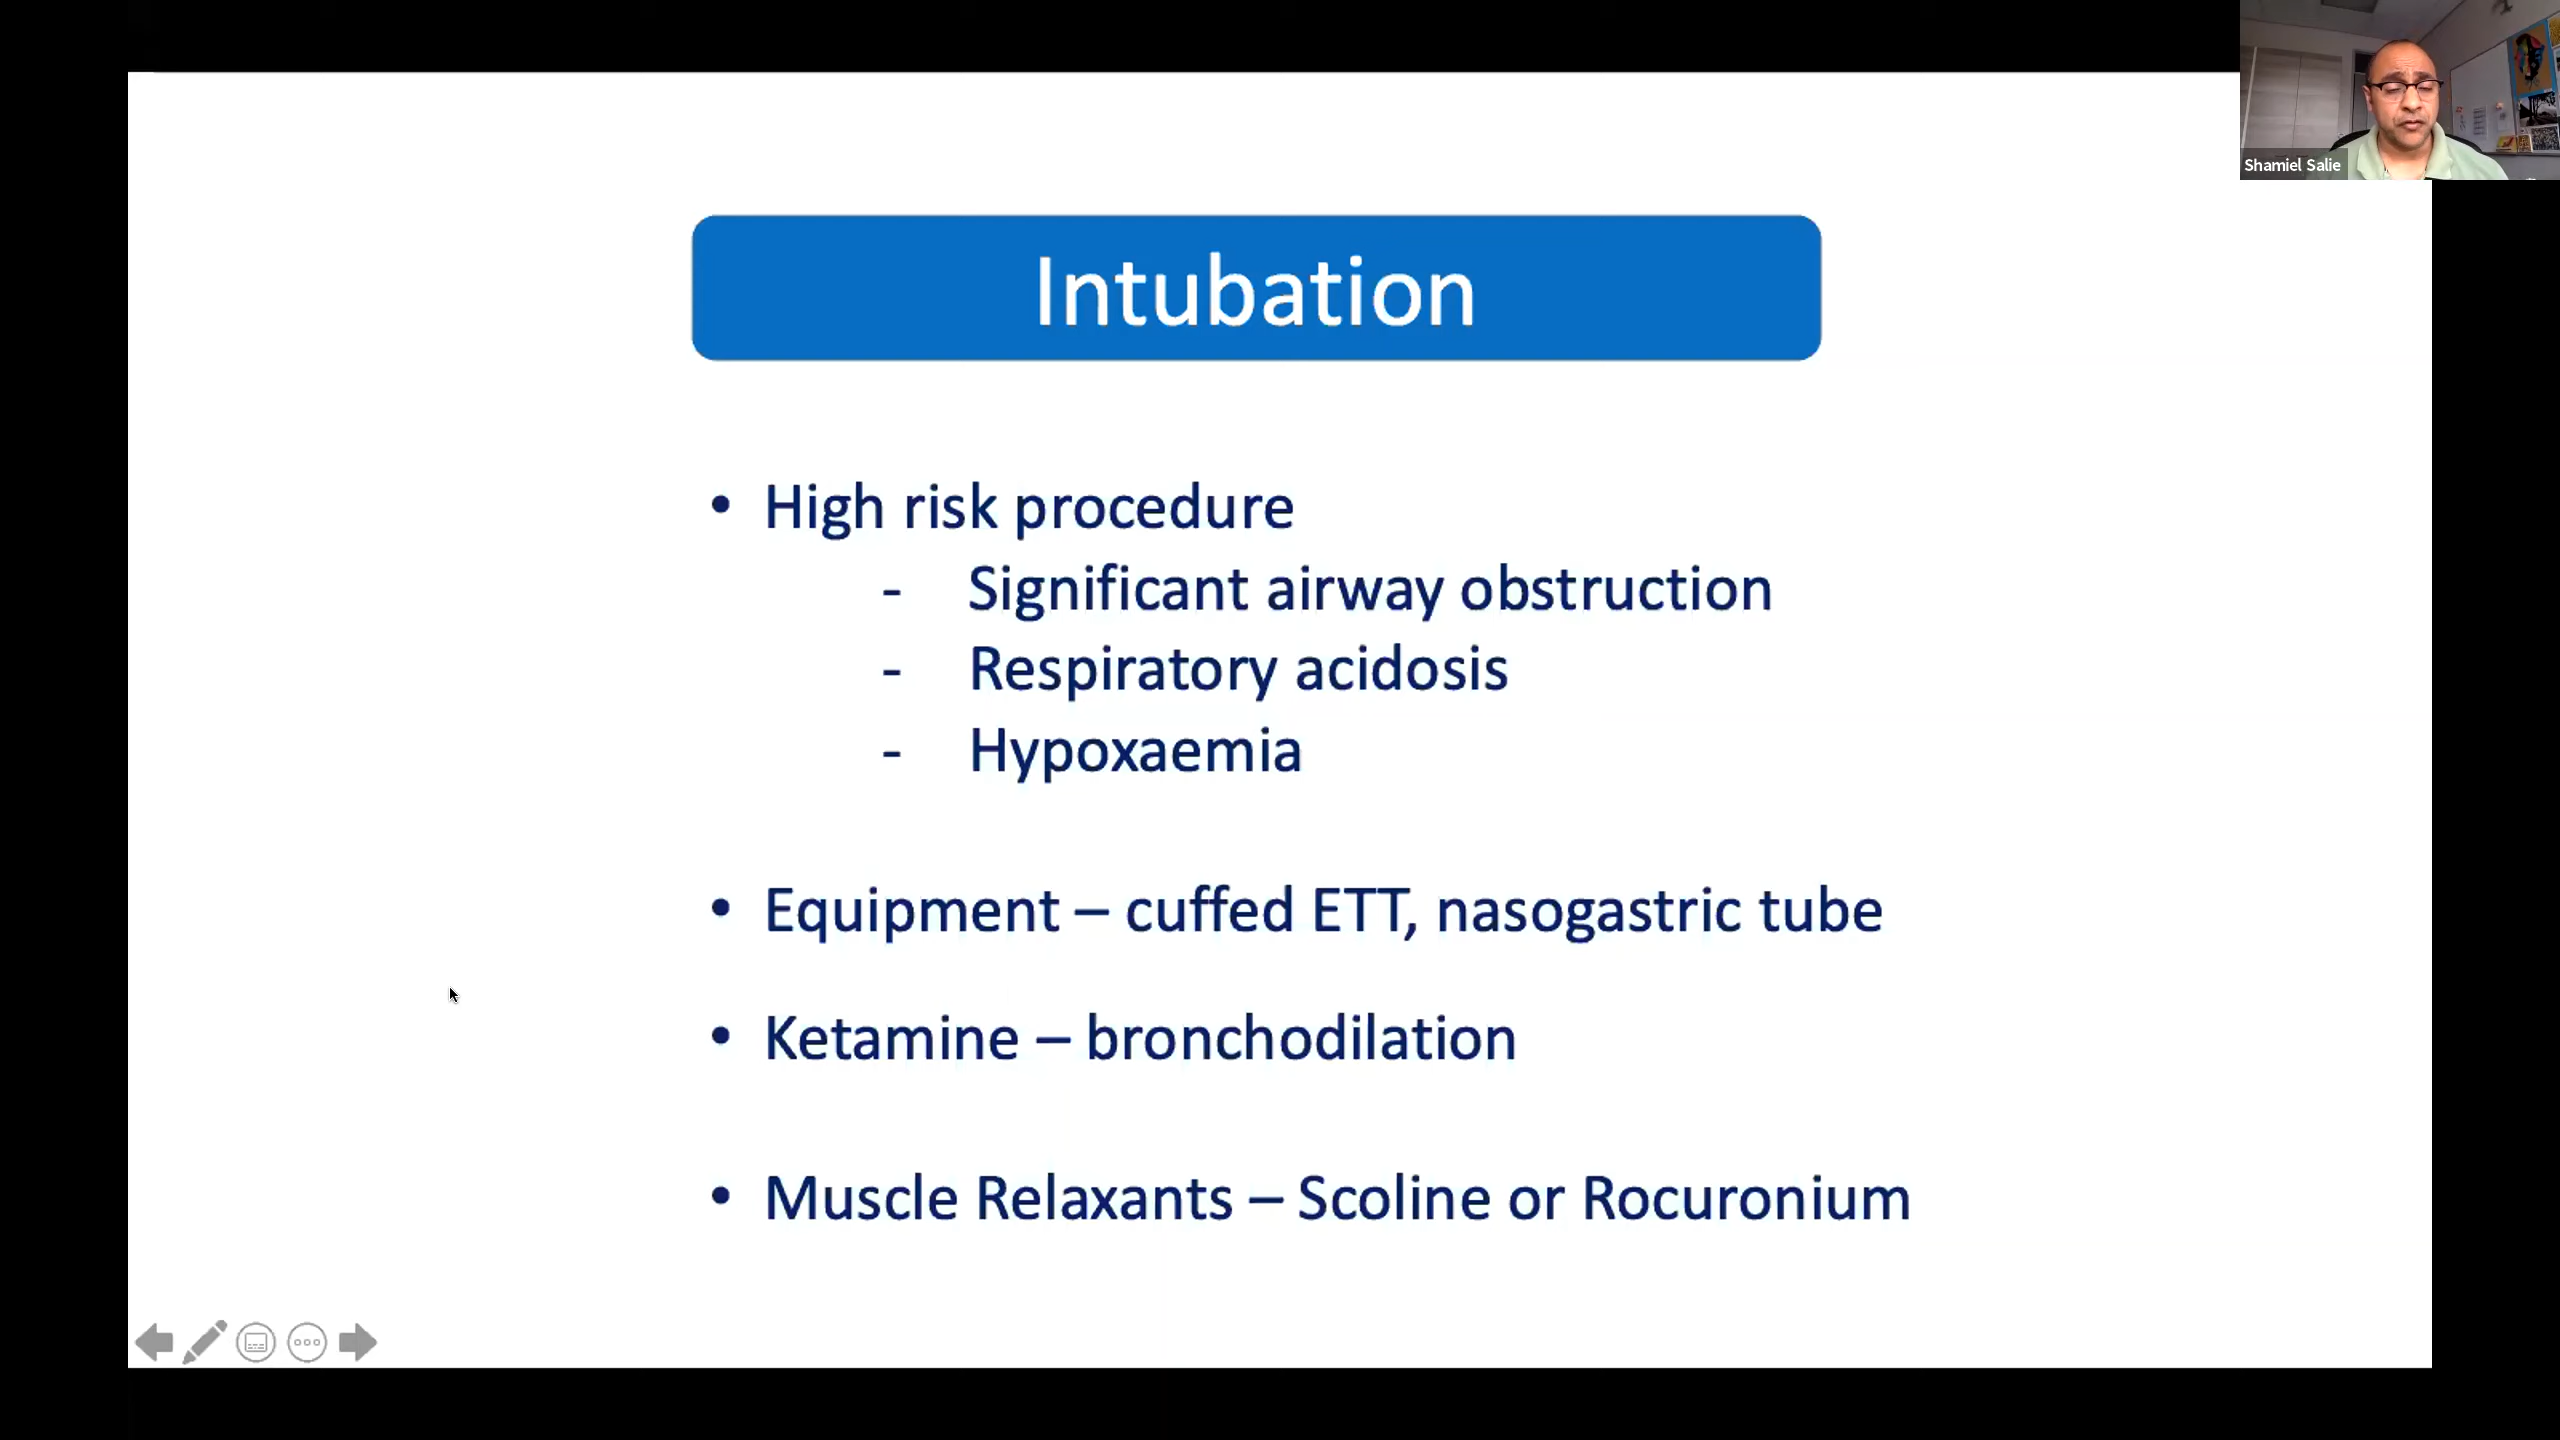 Shamiel Salie
Intubation
• High risk procedure
- Significant airway obstruction
- Respiratory acidosis
- Hypoxaemia
• Equipment – cuffed ETT, nasogastric tube
• Ketamine – bronchodilation
• Muscle Relaxants – Scoline or Rocuronium